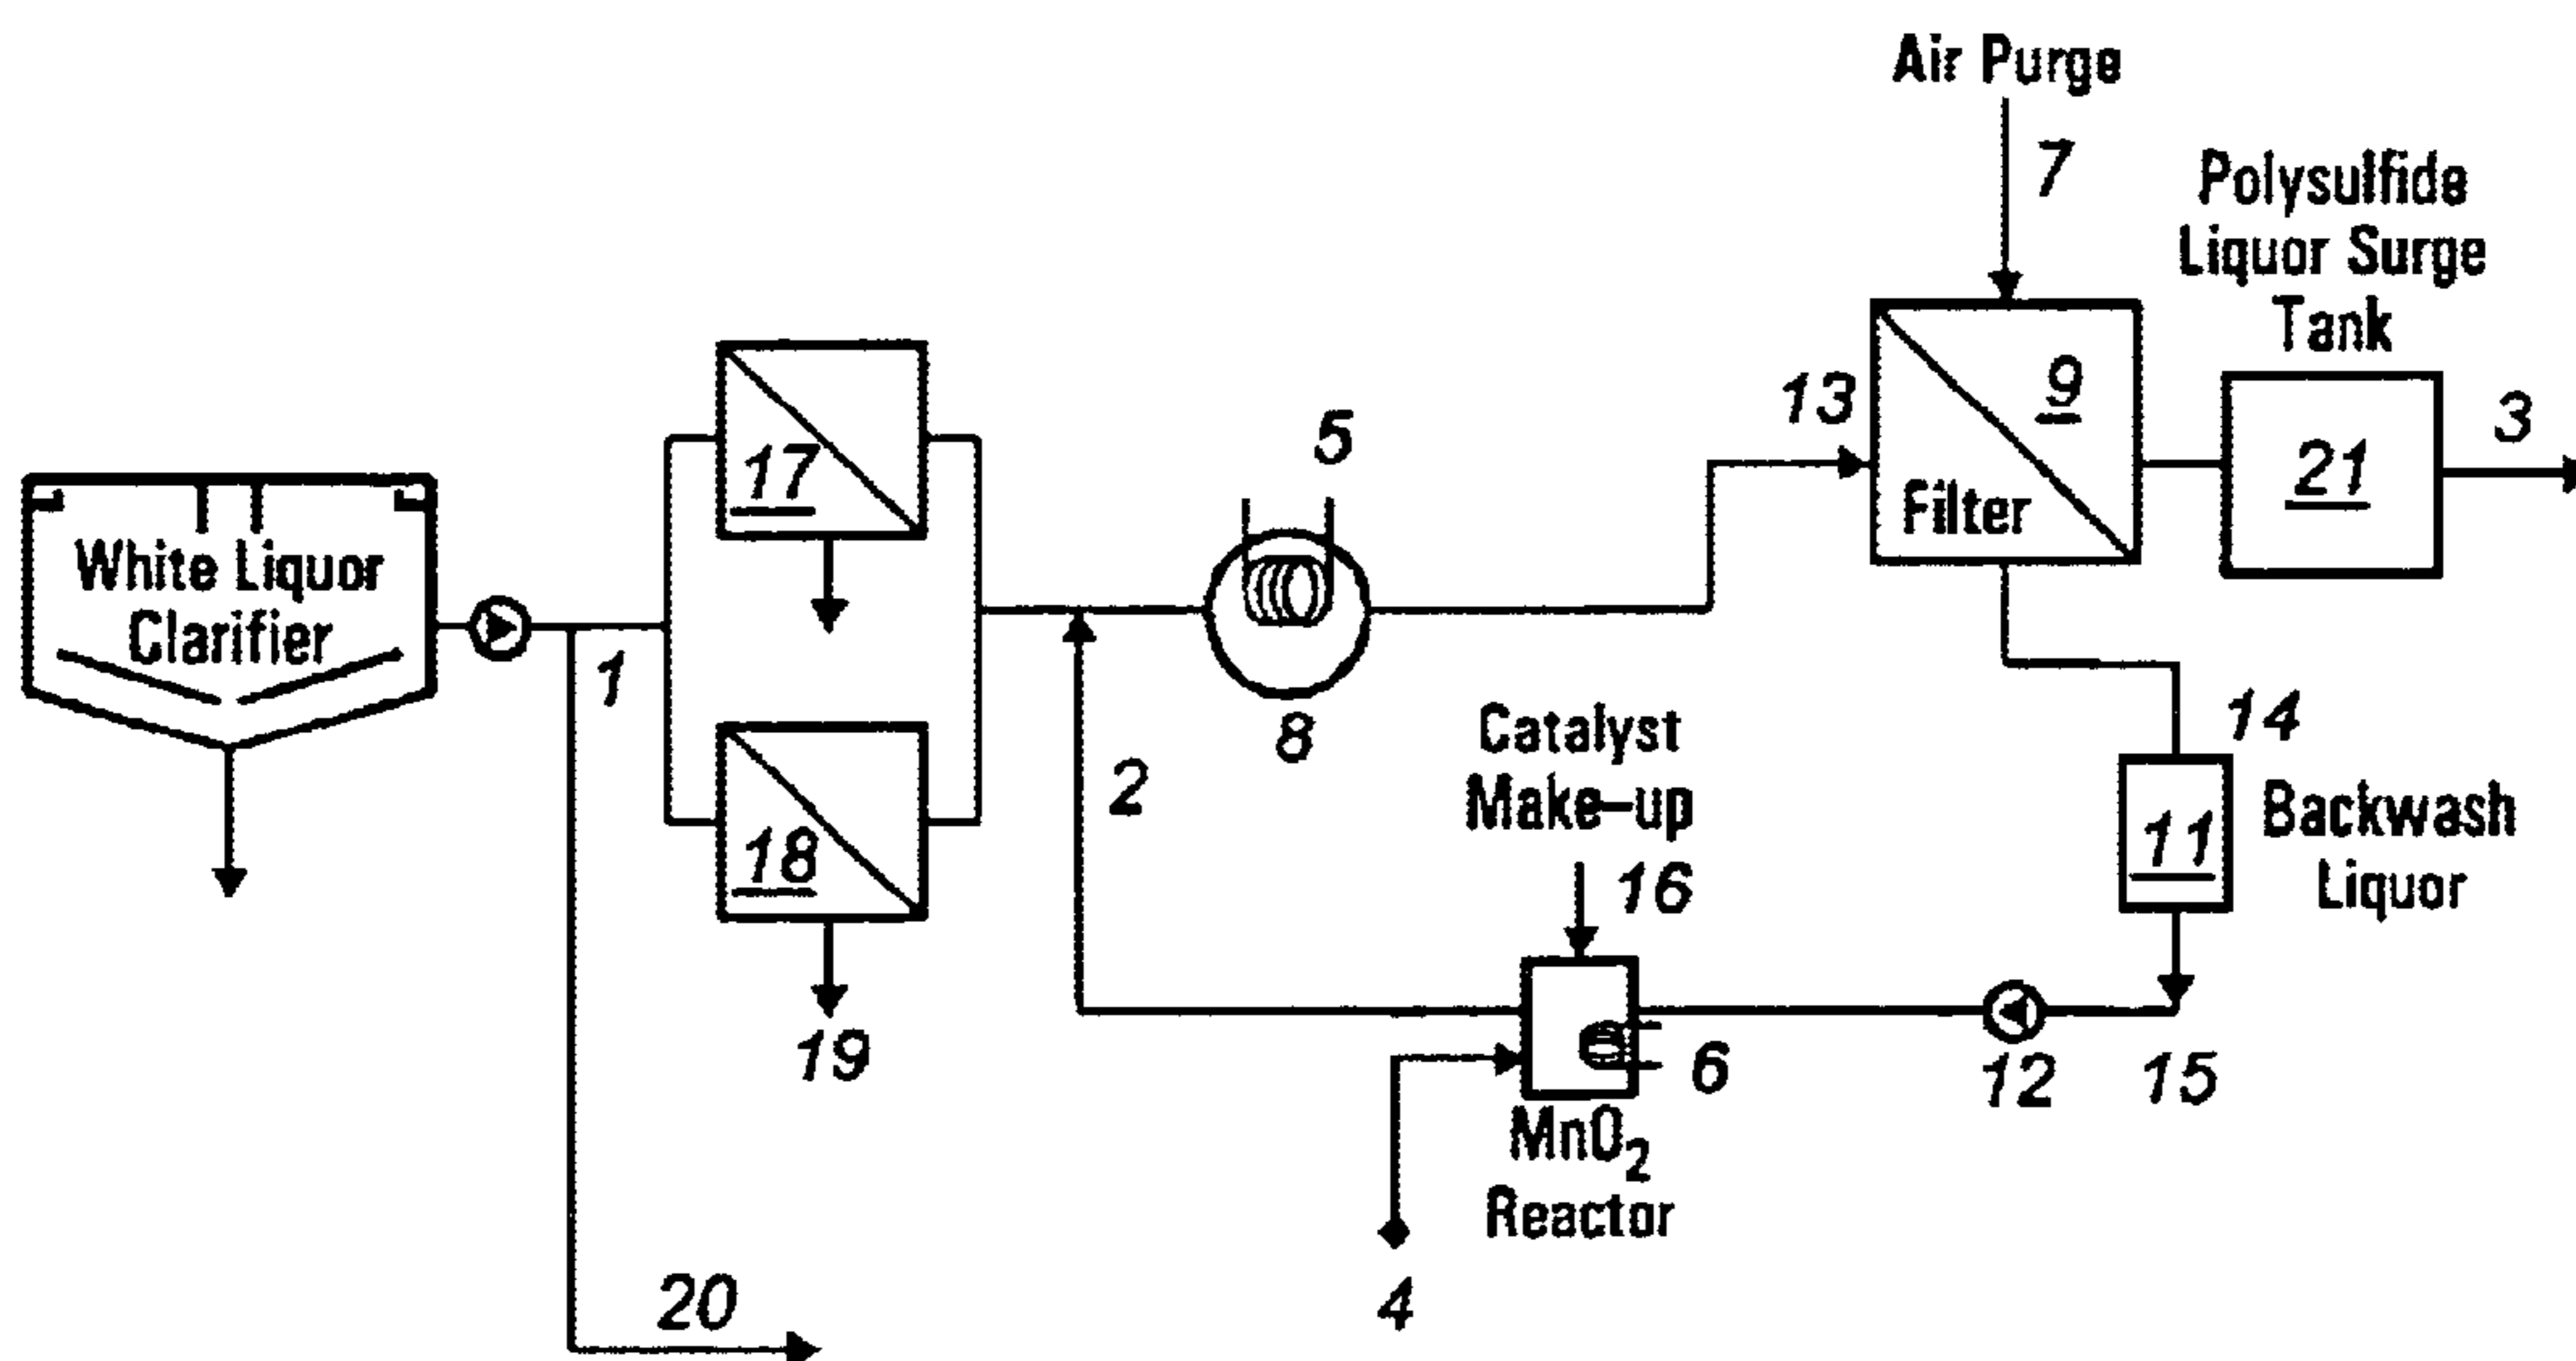 Air Purge
7
Polysulfide
Liquor Surge
Tank
9
Filter
13
21
3
5
17
White Liquor
Clarifier
1
8
14
Catalyst
Make-up
2
18
16
11
Backwash
Liquor
19
6
12
15
MnO₂
Reactor
20
4